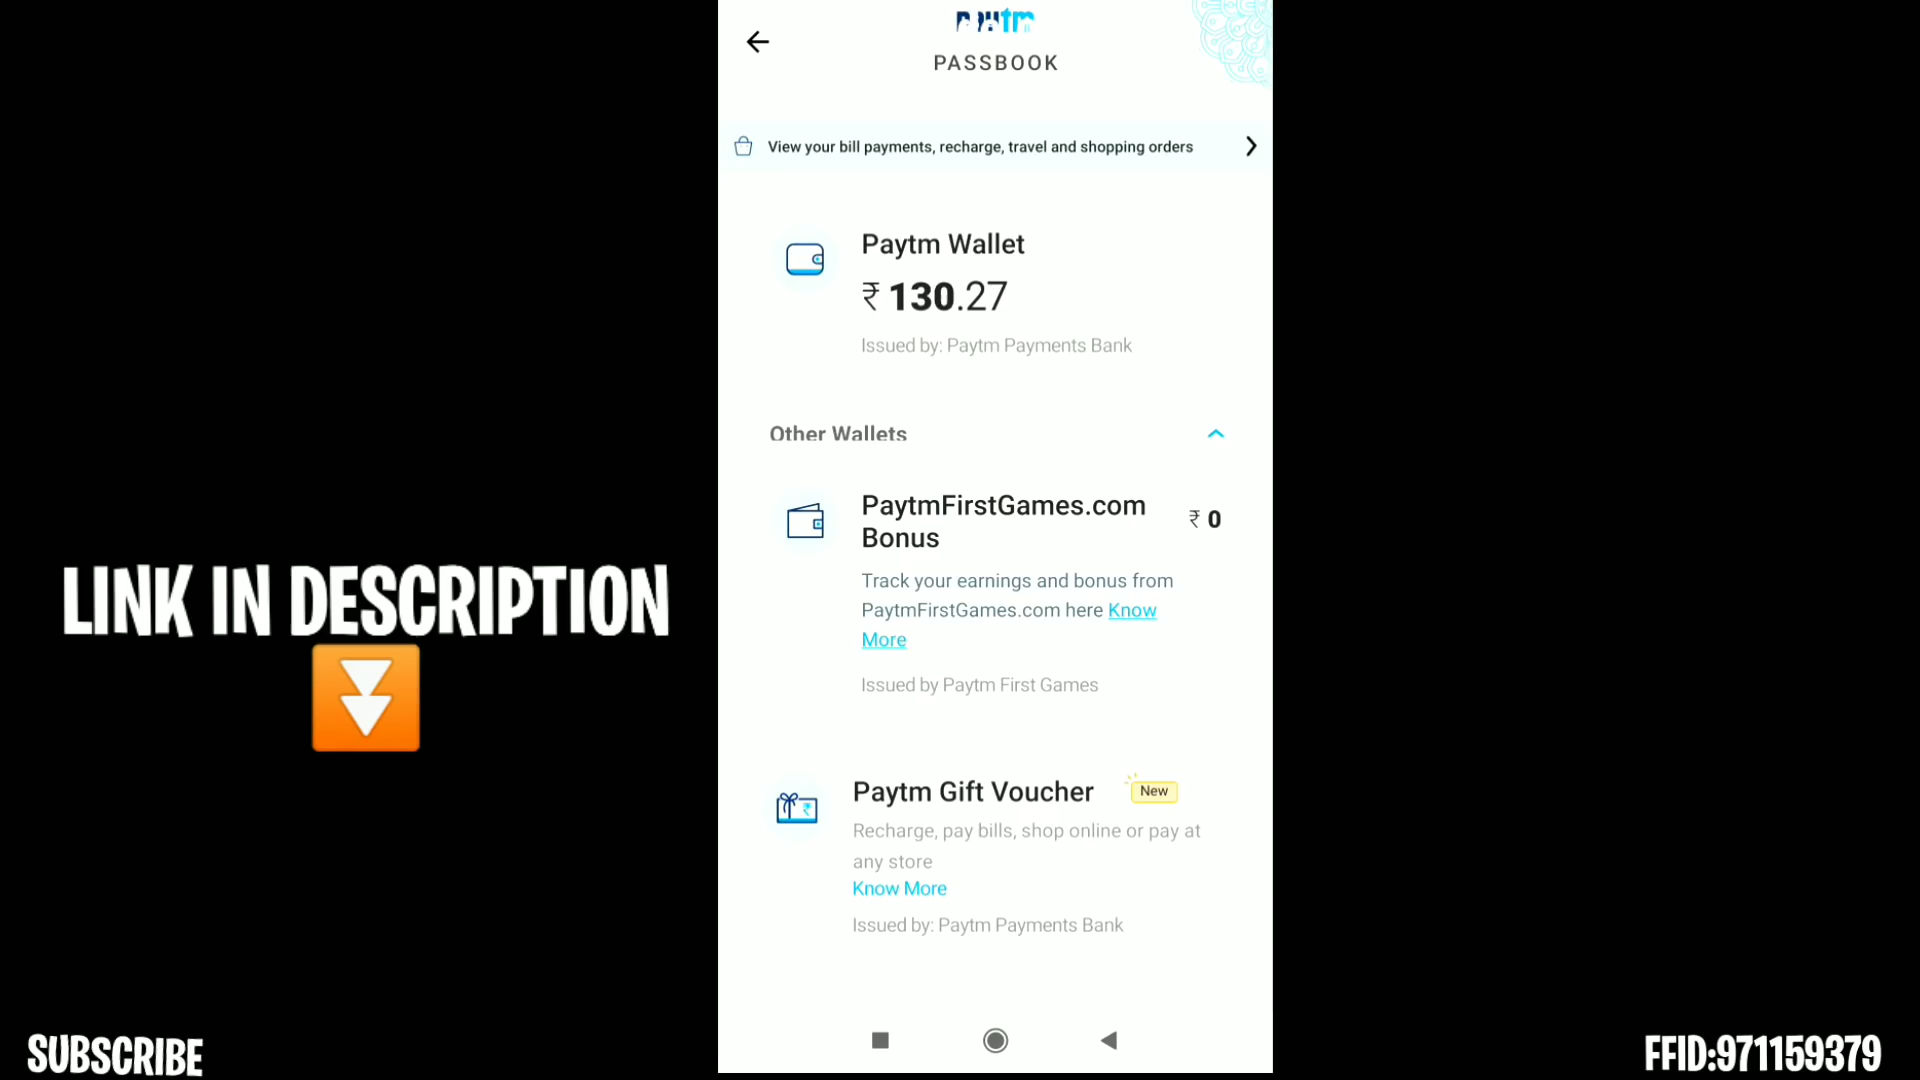 paytm
PASSBOOK
View your bill payments, recharge, travel and shopping orders
Paytm Wallet
₹ 130.27
Issued by: Paytm Payments Bank
Other Wallets
PaytmFirstGames.com
Bonus
₹ 0
Track your earnings and bonus from
PaytmFirstGames.com here Know
More
Issued by Paytm First Games
Paytm Gift Voucher
New
Recharge, pay bills, shop online or pay at
any store
Know More
Issued by: Paytm Payments Bank
LINK IN DESCRIPTION
SUBSCRIBE
FFID:971159379